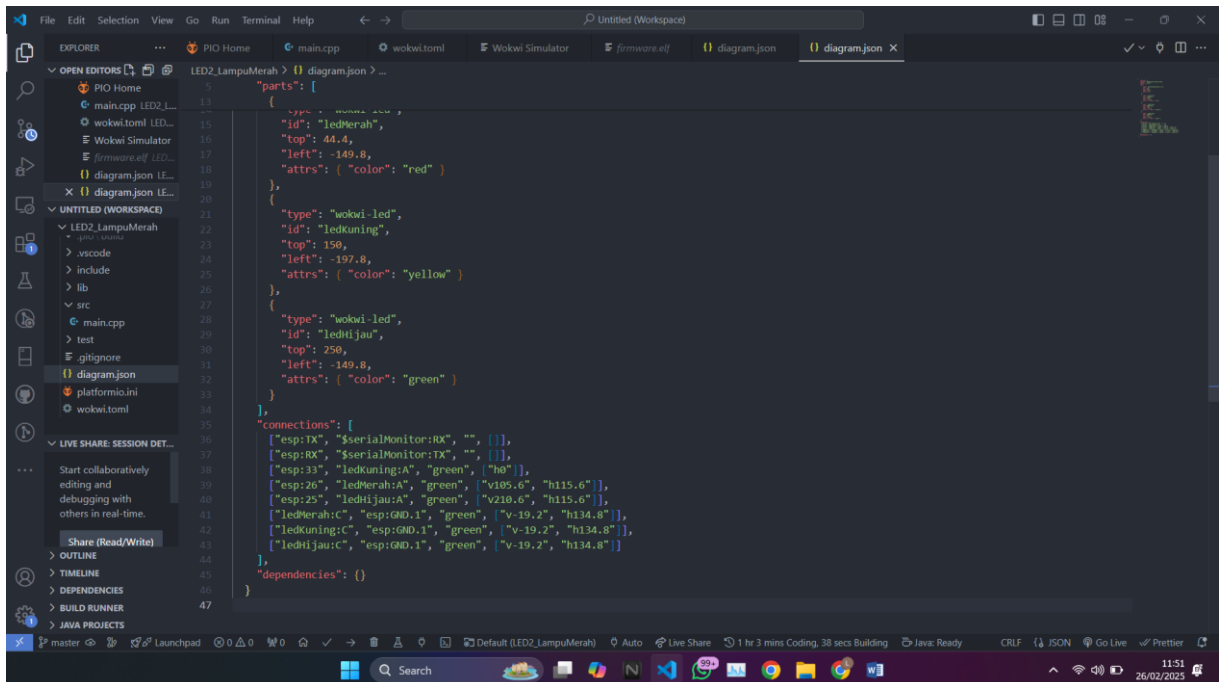 File Edit Selection View Go Run Terminal Help
Untitled (Workspace)
EXPLORER
PIO Home
main.cpp
wokwi.toml
Wokwi Simulator
firmware.elf
diagram.json
diagram.json
OPEN EDITORS
PIO Home
main.cpp LED2_L...
wokwi.toml LED...
Wokwi Simulator
firmware.elf LED...
diagram.json LE...
diagram.json LE...
UNTITLED (WORKSPACE)
LED2_LampuMerah
.pio\build
.vscode
include
lib
src
main.cpp
test
.gitignore
diagram.json
platformio.ini
wokwi.toml
LIVE SHARE: SESSION DET...
Start collaboratively
editing and
debugging with
others in real-time.
Share (Read/Write)
OUTLINE
TIMELINE
DEPENDENCIES
BUILD RUNNER
JAVA PROJECTS
LED2_LampuMerah > {} diagram.json > ...
5 "parts": [
13 {
14 "type": "wokwi-led",
15 "id": "ledMerah",
16 "top": 44.4,
17 "left": -149.8,
18 "attrs": { "color": "red" }
19 },
20 {
21 "type": "wokwi-led",
22 "id": "ledKuning",
23 "top": 150,
24 "left": -197.8,
25 "attrs": { "color": "yellow" }
26 },
27 {
28 "type": "wokwi-led",
29 "id": "ledHijau",
30 "top": 250,
31 "left": -149.8,
32 "attrs": { "color": "green" }
33 }
34 ],
35 "connections": [
36 ["esp:TX", "$serialMonitor:RX", "", []],
37 ["esp:RX", "$serialMonitor:TX", "", []],
38 ["esp:33", "ledKuning:A", "green", ["h0"]],
39 ["esp:26", "ledMerah:A", "green", ["v105.6", "h115.6"]],
40 ["esp:25", "ledHijau:A", "green", ["v210.6", "h115.6"]],
41 ["ledMerah:C", "esp:GND.1", "green", ["v-19.2", "h134.8"]],
42 ["ledKuning:C", "esp:GND.1", "green", ["v-19.2", "h134.8"]],
43 ["ledHijau:C", "esp:GND.1", "green", ["v-19.2", "h134.8"]]
44 ],
45 "dependencies": {}
46 }
47
master Launchpad 0 0 0 Default (LED2_LampuMerah) Auto Live Share 1 hr 3 mins Coding, 38 secs Building Java: Ready CRLF {} JSON Go Live Prettier
Search
99+
11:51
26/02/2025